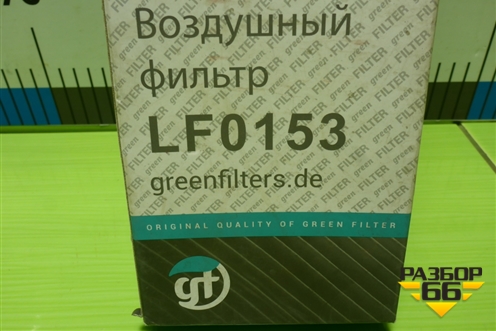 Воздушный
фильтр
LF0153
greenfilters.de
ORIGINAL QUALITY OF GREEN FILTER
gf
РАЗБОР
66